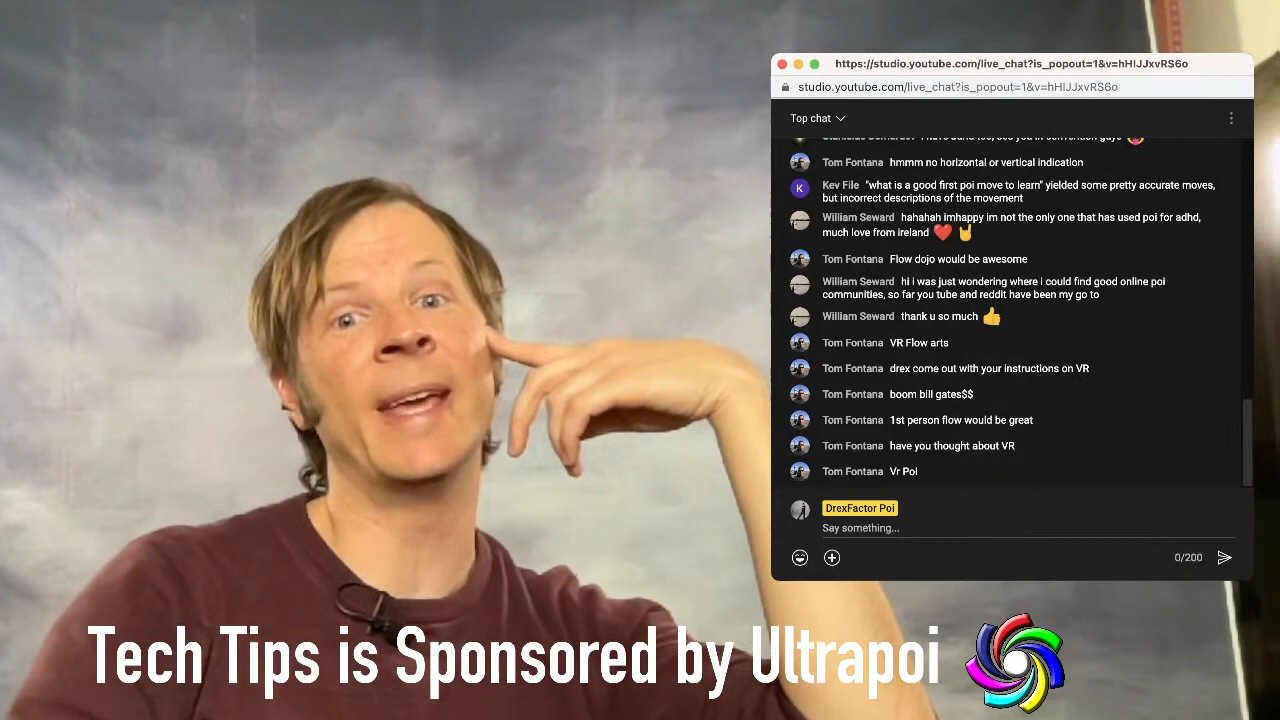 https://studio.youtube.com/live_chat?is_popout=1&v=hHIJJxvRS6o
studio.youtube.com/live_chat?is_popout=1&v=hHIJJxvRS6o
Top chat
Tom Fontana hmmm no horizontal or vertical indication
K
Kev File "what is a good first poi move to learn" yielded some pretty accurate moves,
but incorrect descriptions of the movement
William Seward hahahah imhappy im not the only one that has used poi for adhd,
much love from ireland ❤️ 🤘
Tom Fontana Flow dojo would be awesome
William Seward hi i was just wondering where i could find good online poi
communities, so far you tube and reddit have been my go to
William Seward thank u so much 👍
Tom Fontana VR Flow arts
Tom Fontana drex come out with your instructions on VR
Tom Fontana boom bill gates$$
Tom Fontana 1st person flow would be great
Tom Fontana have you thought about VR
Tom Fontana Vr Poi
DrexFactor Poi
Say something...
0/200
Tech Tips is Sponsored by Ultrapoi